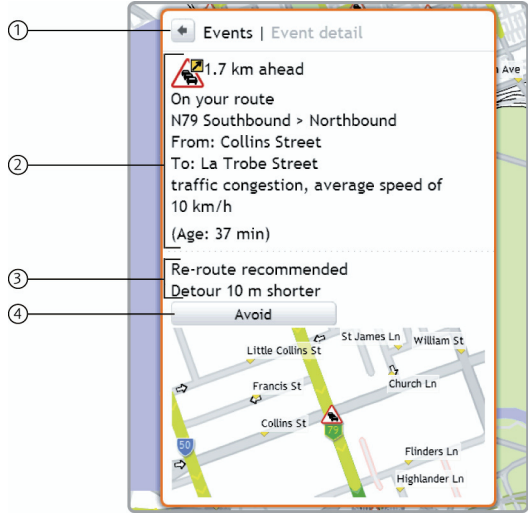 1
Events | Event detail
n Ave
1.7 km ahead
On your route
N79 Southbound > Northbound
From: Collins Street
2
To: La Trobe Street
traffic congestion, average speed of
10 km/h
(Age: 37 min)
3
Re-route recommended
Detour 10 m shorter
4
Avoid
St James Ln
William St
Little Collins St
Francis St
Church Ln
Collins St
79
50
Flinders Ln
Highlander Ln